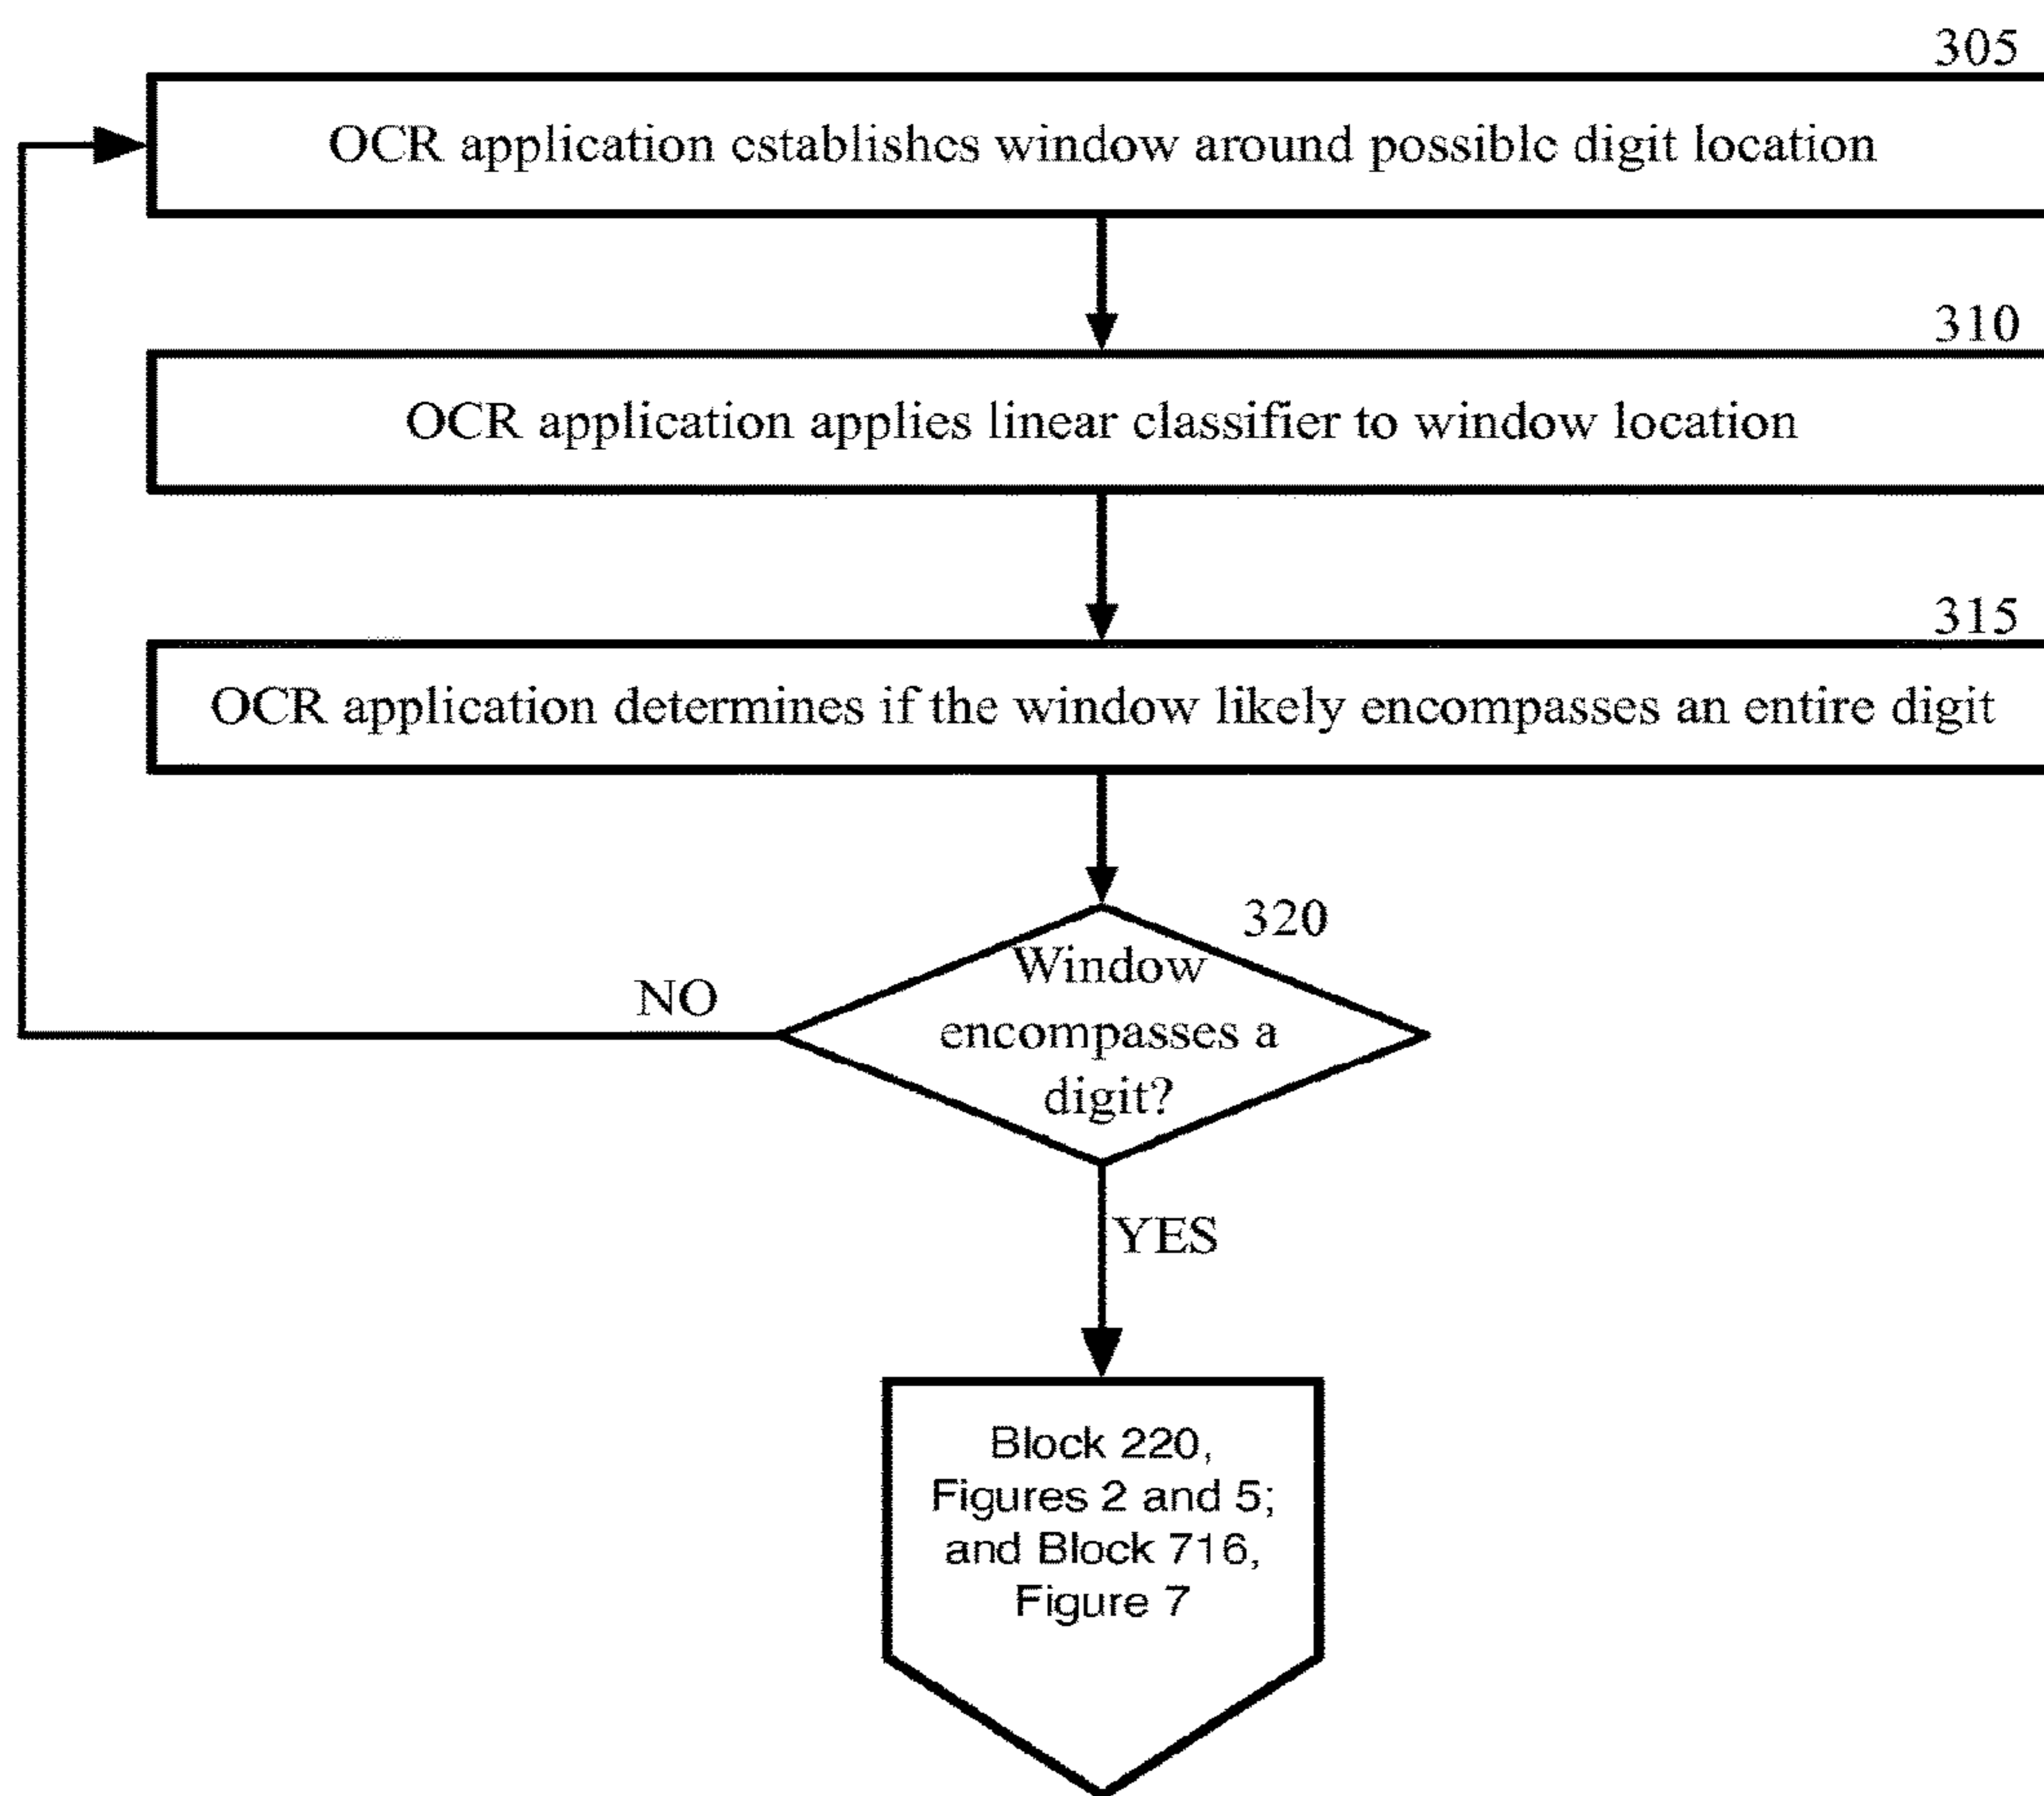 305
OCR application establishes window around possible digit location
310
OCR application applies linear classifier to window location
315
OCR application determines if the window likely encompasses an entire digit
320
Window
encompasses a
digit?
NO
YES
Block 220,
Figures 2 and 5;
and Block 716,
Figure 7